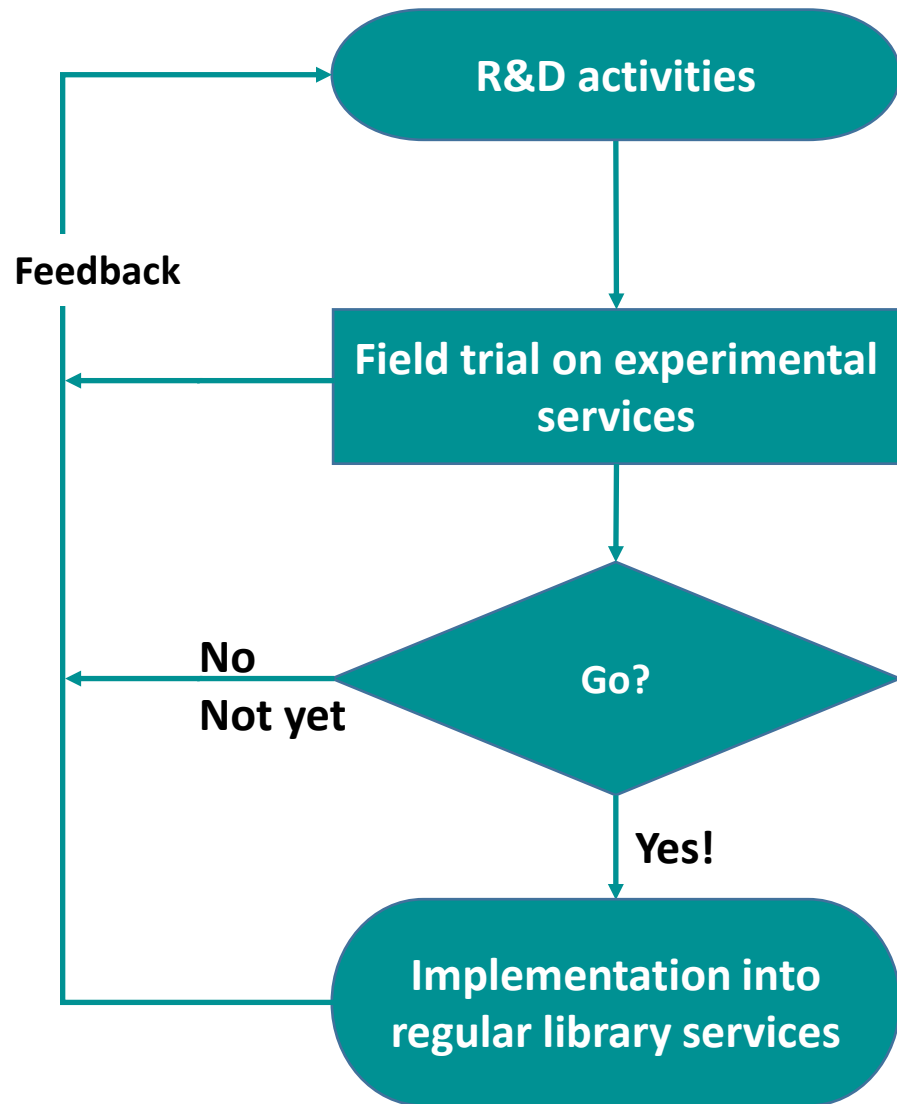 R&D activities
Feedback
Field trial on experimental
services
No
Not yet
Go?
Yes!
Implementation into
regular library services